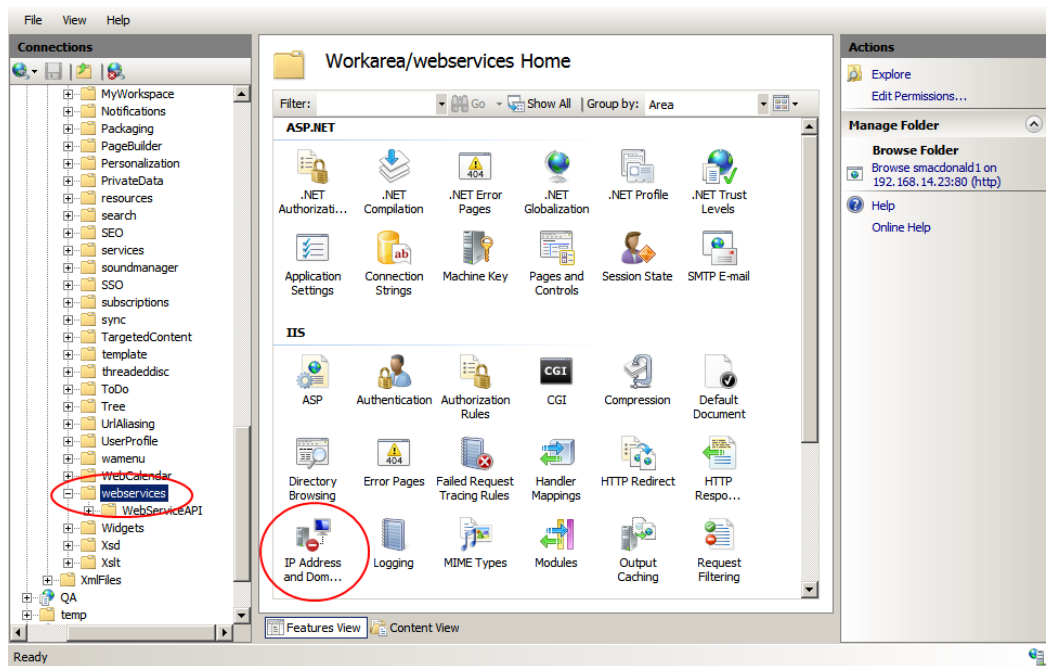 File View Help
Connections
MyWorkspace
Notifications
Packaging
PageBuilder
Personalization
PrivateData
resources
search
SEO
services
soundmanager
SSO
subscriptions
sync
TargetedContent
template
threadeddisc
ToDo
Tree
UrlAliasing
UserProfile
wamenu
WebCalendar
webservices
WebServiceAPI
Widgets
Xsd
Xslt
XmlFiles
QA
temp
Workarea/webservices Home
Filter: Go Show All Group by: Area
ASP.NET
.NET Authorizati...
.NET Compilation
404
.NET Error Pages
.NET Globalization
.NET Profile
.NET Trust Levels
Application Settings
ab
Connection Strings
Machine Key
Pages and Controls
Session State
SMTP E-mail
IIS
ASP
Authentication
Authorization Rules
CGI
CGI
Compression
Default Document
Directory Browsing
404
Error Pages
Failed Request Tracing Rules
Handler Mappings
HTTP Redirect
HTTP Respo...
IP Address and Dom...
Logging
MIME Types
Modules
Output Caching
Request Filtering
Features View Content View
Actions
Explore
Edit Permissions...
Manage Folder
Browse Folder
Browse smacdonald1 on
192.168.14.23:80 (http)
Help
Online Help
Ready